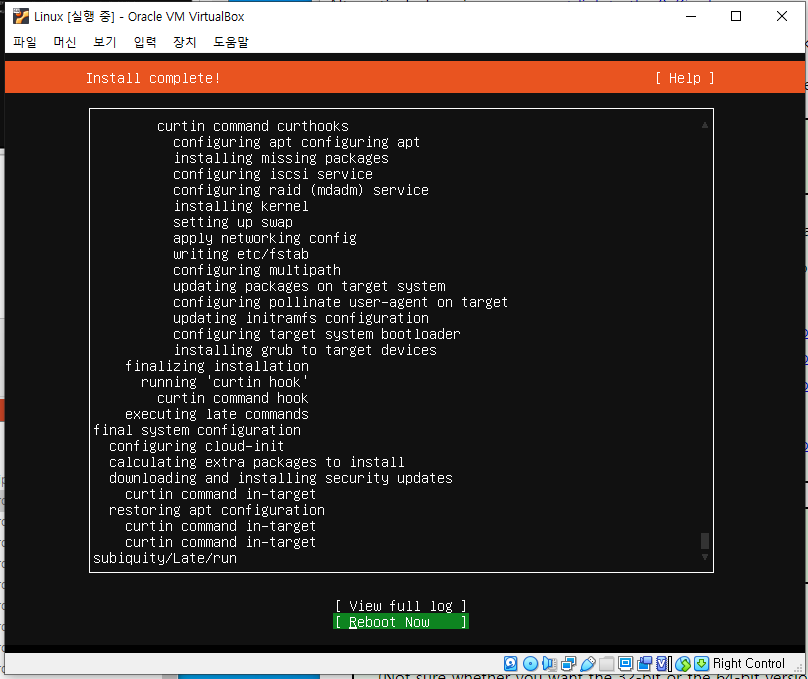 Linux [실행 중] - Oracle VM VirtualBox
파일 머신 보기 입력 장치 도움말
Install complete! [ Help ]
curtin command curthooks
configuring apt configuring apt
installing missing packages
configuring iscsi service
configuring raid (mdadm) service
installing kernel
setting up swap
apply networking config
writing etc/fstab
configuring multipath
updating packages on target system
configuring pollinate user-agent on target
updating initramfs configuration
configuring target system bootloader
installing grub to target devices
finalizing installation
running 'curtin hook'
curtin command hook
executing late commands
final system configuration
configuring cloud-init
calculating extra packages to install
downloading and installing security updates
curtin command in-target
restoring apt configuration
curtin command in-target
curtin command in-target
subiquity/Late/run
[ View full log ]
[ Reboot Now ]
Right Control
(Not sure whether you want the 32-bit or the 64-bit versio